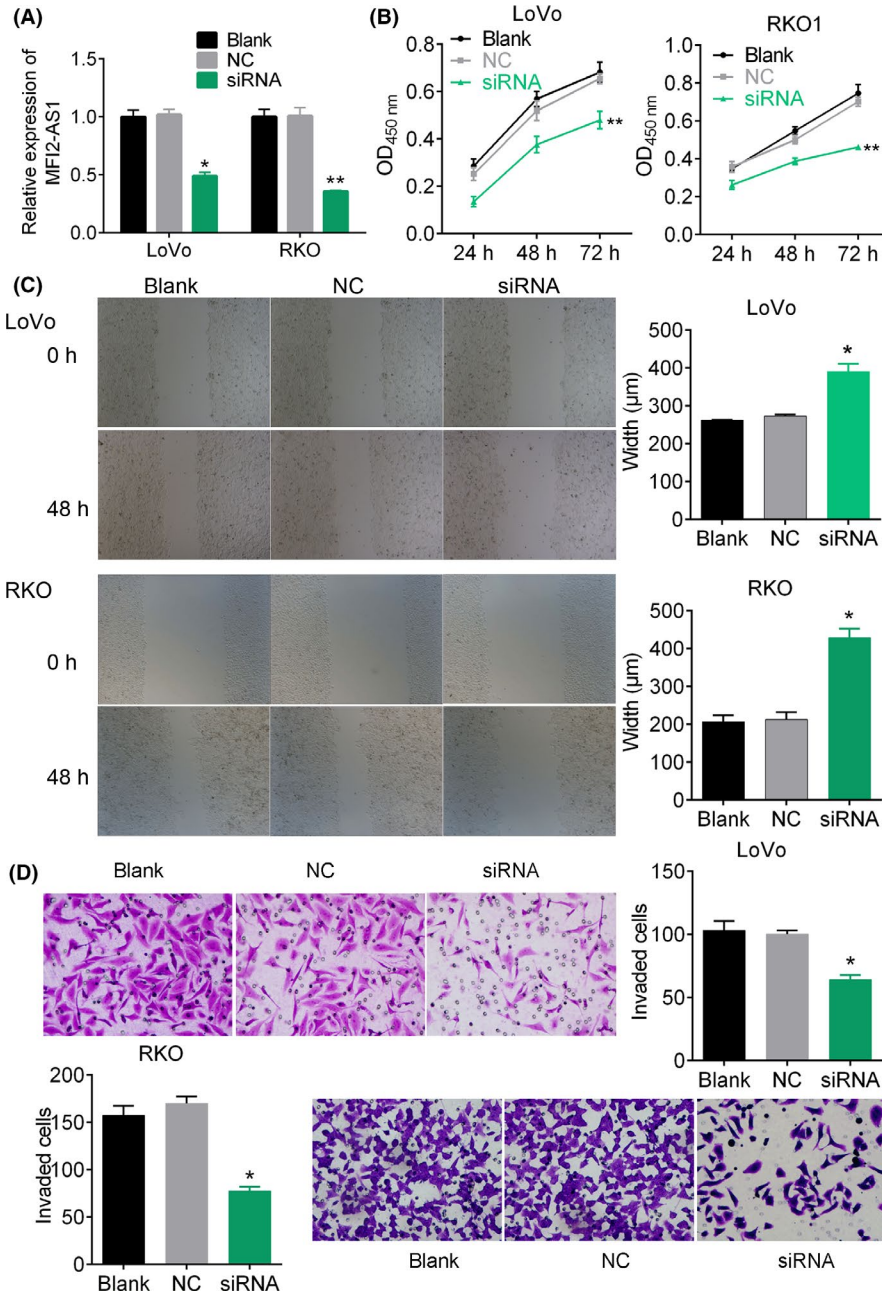 (A)
Blank
NC
siRNA
Relative expression of
MFI2-AS1
1.5
1.0
0.5
0.0
*
**
LoVo
RKO
(B)
LoVo
Blank
NC
siRNA
OD450 nm
0.8
0.6
0.4
0.2
0.0
**
24 h
48 h
72 h
RKO1
Blank
NC
siRNA
OD450 nm
1.0
0.8
0.6
0.4
0.2
0.0
**
24 h
48 h
72 h
(C)
Blank
NC
siRNA
LoVo
0 h
48 h
LoVo
Width (µm)
500
400
300
200
100
0
*
Blank
NC
siRNA
RKO
0 h
48 h
RKO
Width (µm)
500
400
300
200
100
0
*
Blank
NC
siRNA
(D)
Blank
NC
siRNA
LoVo
Invaded cells
150
100
50
0
*
Blank
NC
siRNA
RKO
Invaded cells
200
150
100
50
0
*
Blank
NC
siRNA
Blank
NC
siRNA